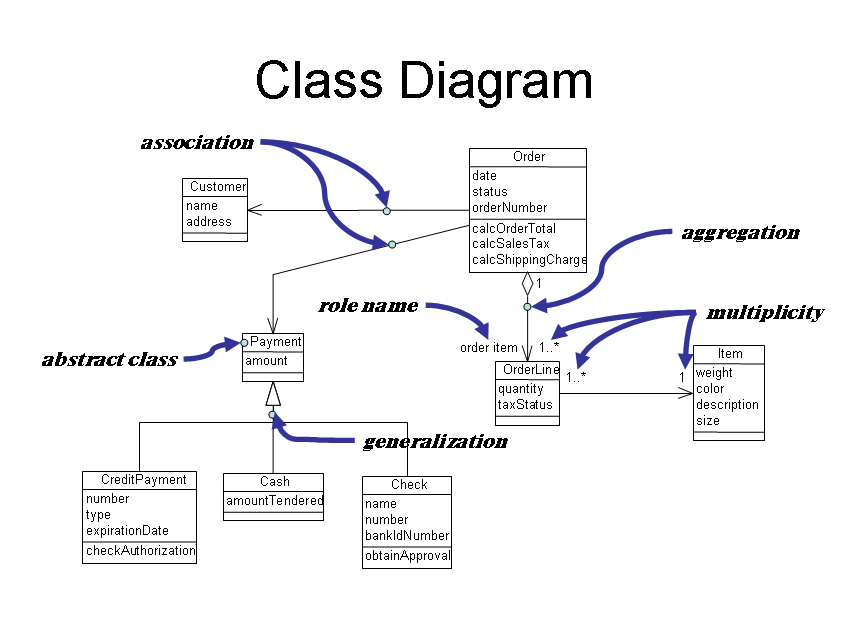 Class Diagram
association
Order
date
status
orderNumber
calcOrderTotal
calcSalesTax
calcShippingCharge
Customer
name
address
aggregation
1
role name
multiplicity
order item
1..*
Payment
amount
abstract class
OrderLine
quantity
taxStatus
1..*
1
Item
weight
color
description
size
generalization
CreditPayment
number
type
expirationDate
checkAuthorization
Cash
amountTendered
Check
name
number
bankIdNumber
obtainApproval